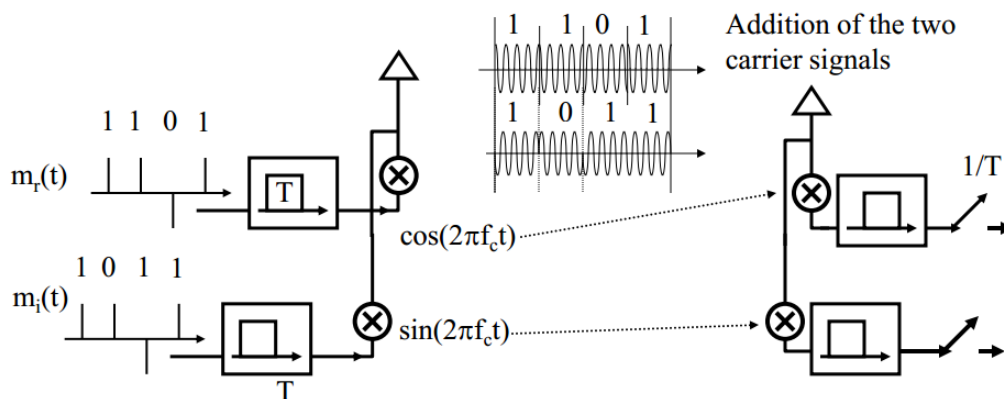 1 1 0 1
Addition of the two
carrier signals
1 0 1 1
1 1 0 1
m_r(t)
T
1/T
cos(2πf_ct)
1 0 1 1
m_i(t)
sin(2πf_ct)
T